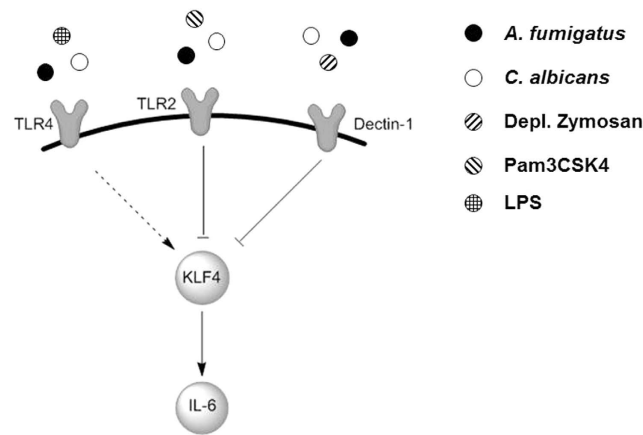 A. fumigatus
C. albicans
Depl. Zymosan
Pam3CSK4
LPS
TLR4
TLR2
Dectin-1
KLF4
IL-6